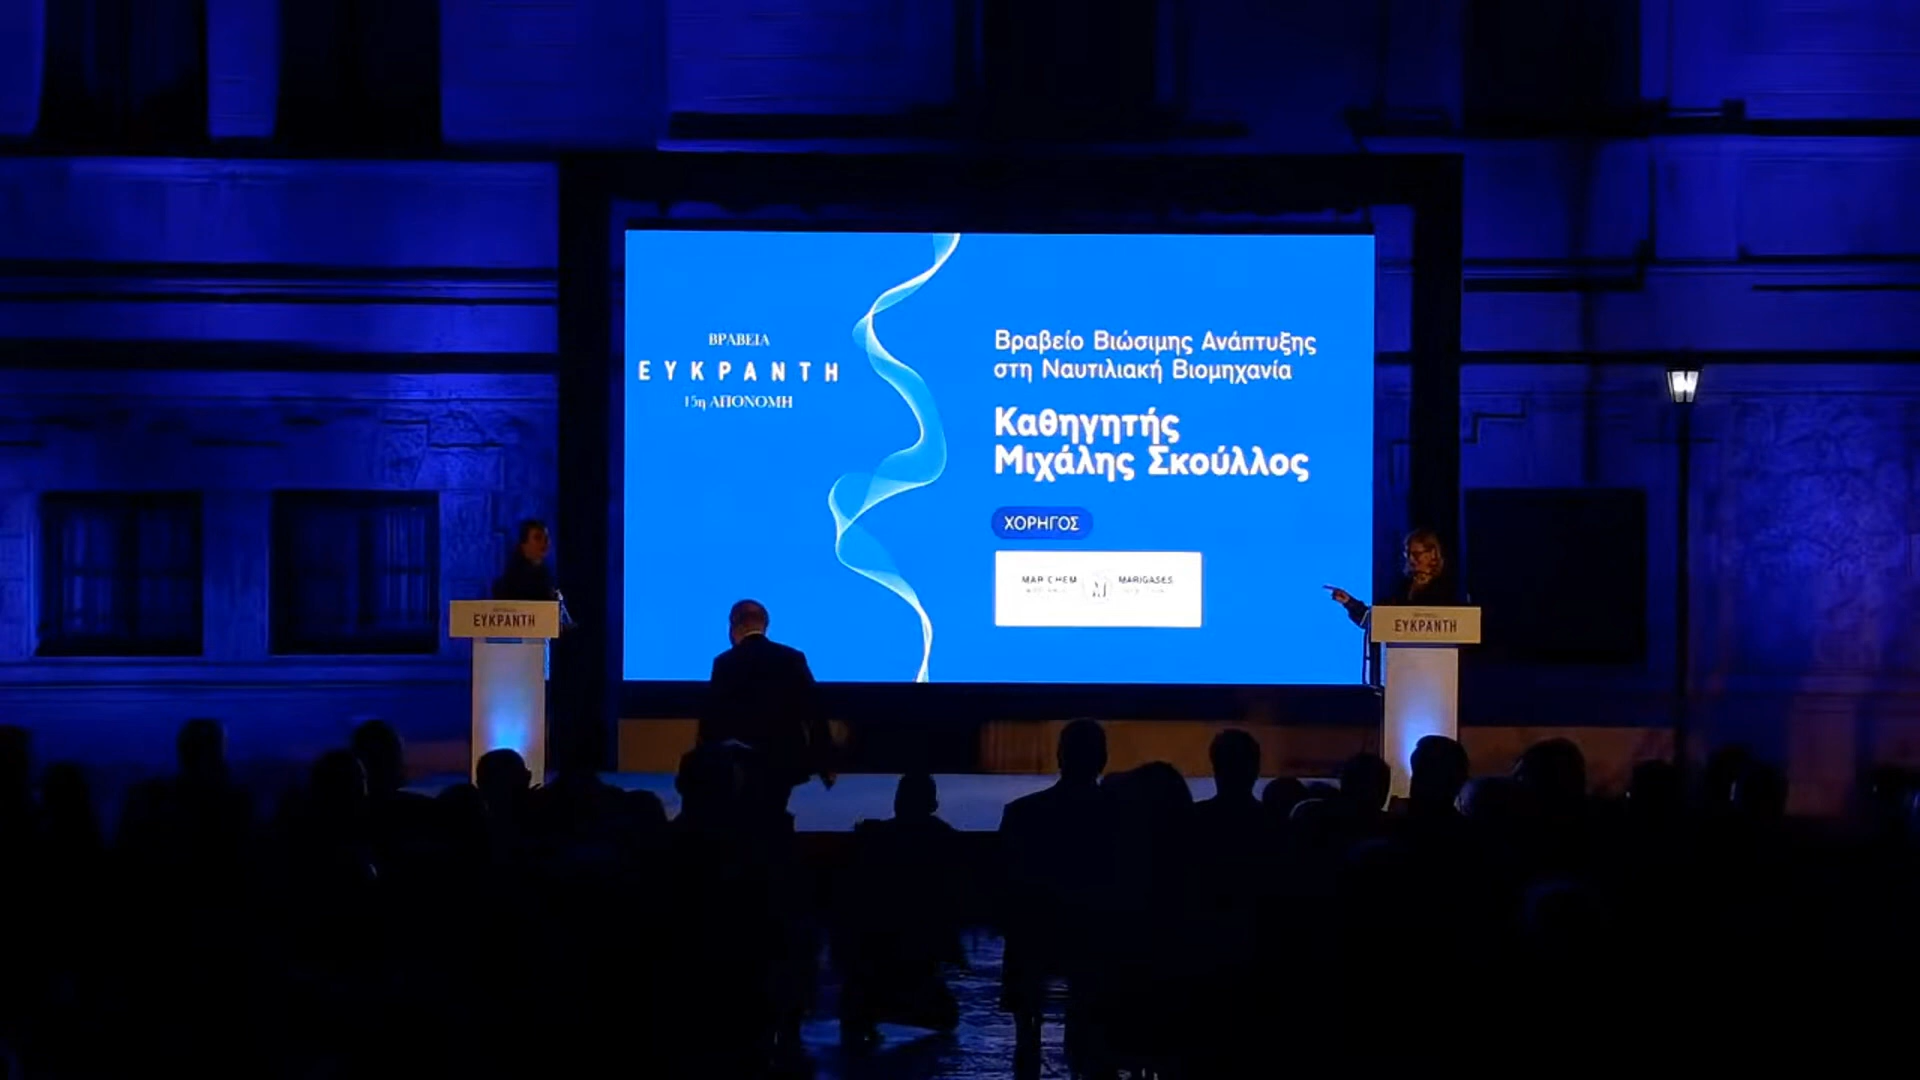 ΒΡΑΒΕΙΑ
ΕΥΚΡΑΝΤΗ
15η ΑΠΟΝΟΜΗ
Βραβείο Βιώσιμης Ανάπτυξης
στη Ναυτιλιακή Βιομηχανία
Καθηγητής
Μιχάλης Σκούλλος
ΧΟΡΗΓΟΣ
MAR CHEM
MARIGASES
ΕΥΚΡΑΝΤΗ
ΕΥΚΡΑΝΤΗ